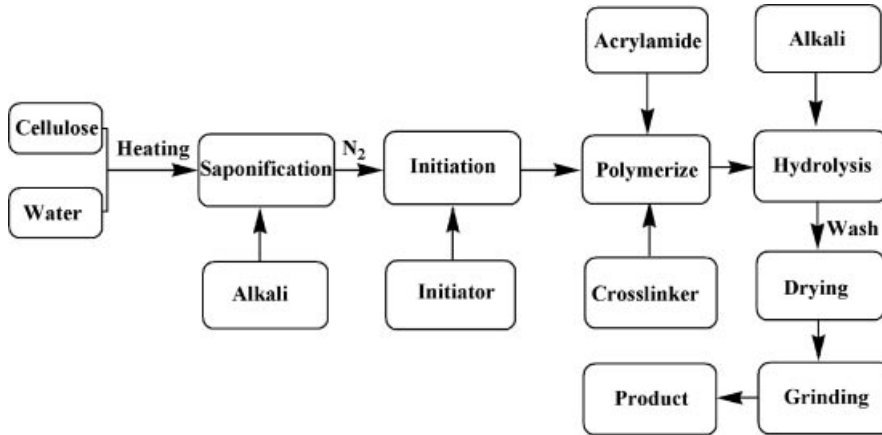 Acrylamide
Alkali
Cellulose
Heating
Saponification
N2
Initiation
Polymerize
Hydrolysis
Water
Wash
Alkali
Initiator
Crosslinker
Drying
Product
Grinding